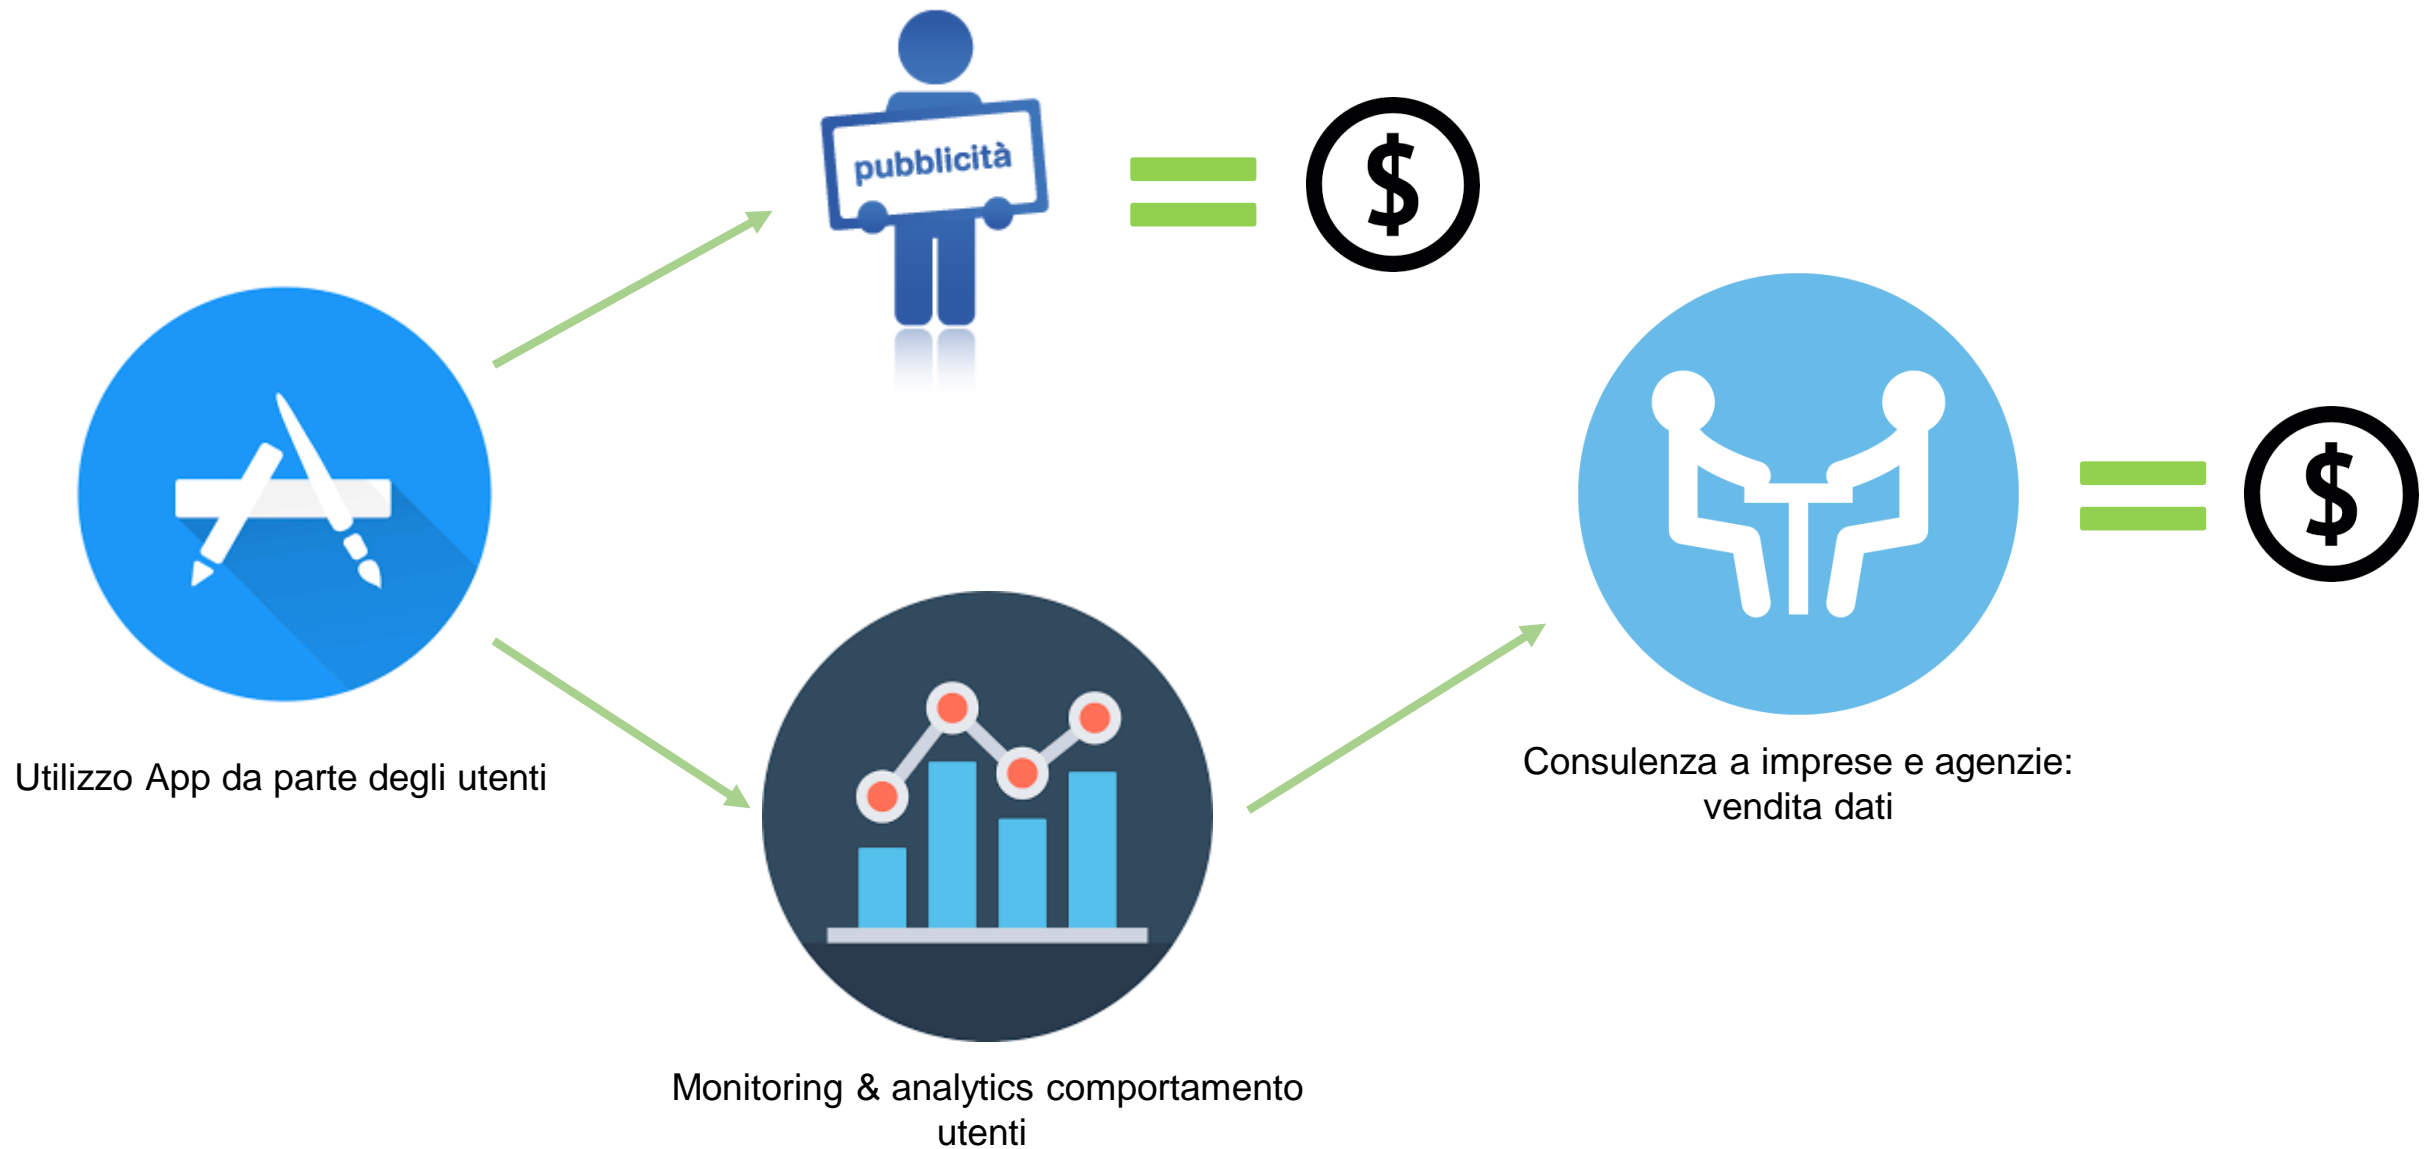 pubblicità
$
$
Utilizzo App da parte degli utenti
Consulenza a imprese e agenzie:
vendita dati
Monitoring & analytics comportamento
utenti